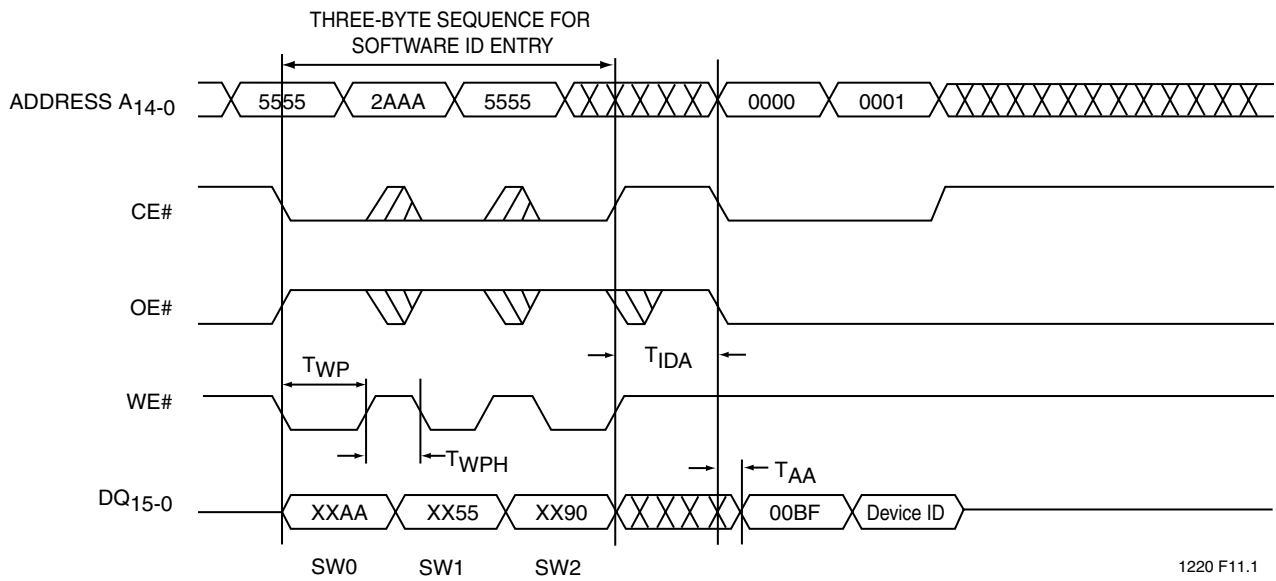 THREE-BYTE SEQUENCE FOR
SOFTWARE ID ENTRY
ADDRESS A14-0 5555 2AAA 5555 0000 0001
CE#
OE#
TIDA
TWP
WE#
TWPH
TAA
DQ15-0 XXAA XX55 XX90 00BF Device ID
SW0 SW1 SW2
1220 F11.1